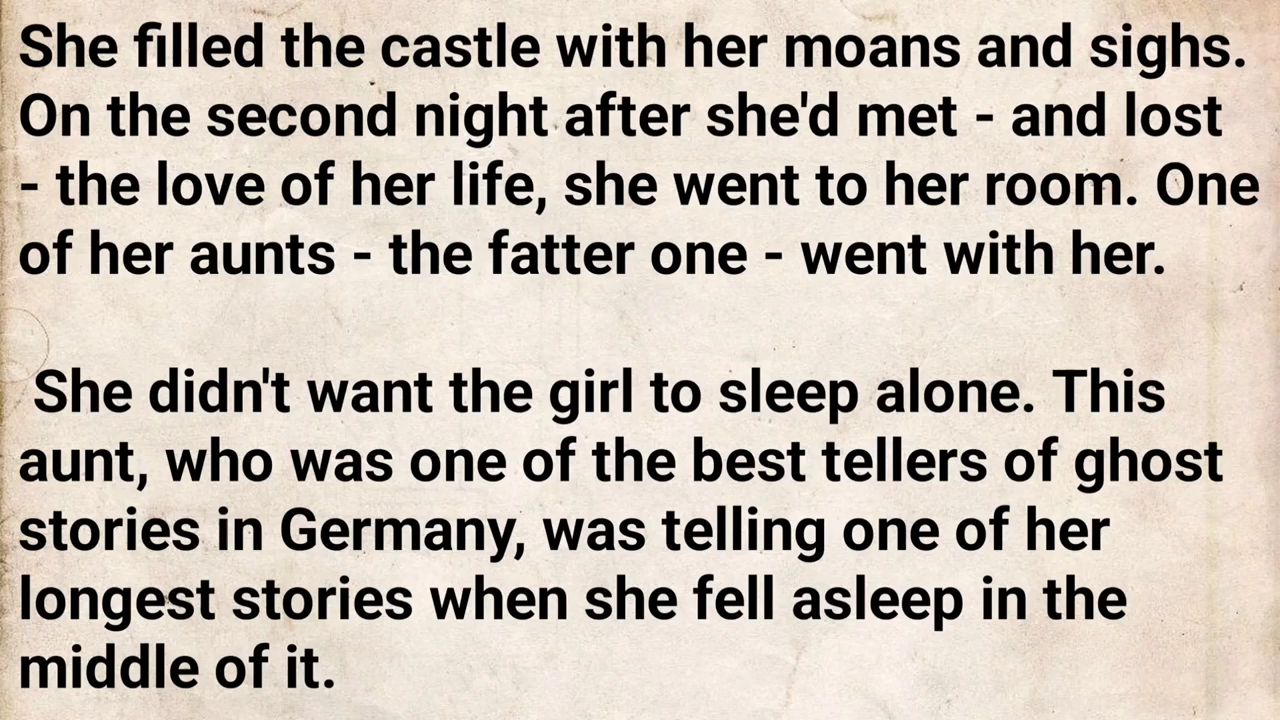 She filled the castle with her moans and sighs.
On the second night after she'd met - and lost
- the love of her life, she went to her room. One
of her aunts - the fatter one - went with her.
She didn't want the girl to sleep alone. This
aunt, who was one of the best tellers of ghost
stories in Germany, was telling one of her
longest stories when she fell asleep in the
middle of it.